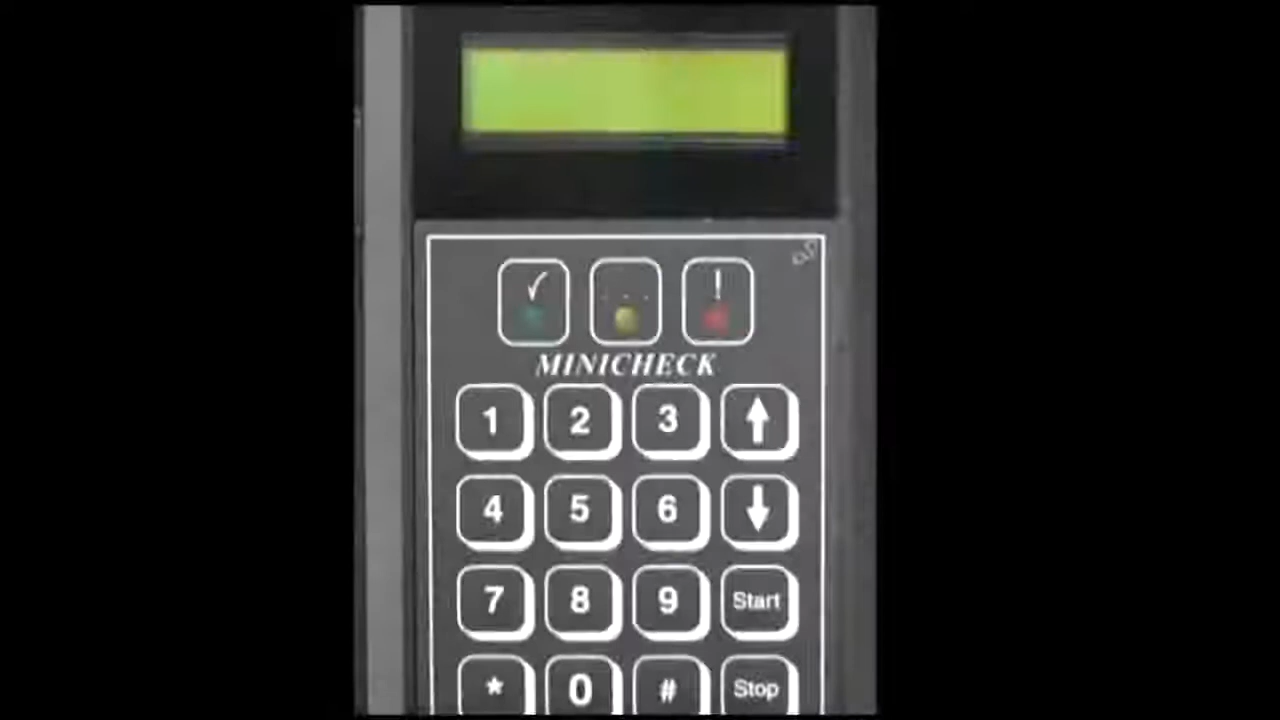 ✓ . . . !
MINICHECK
1 2 3 ↑
4 5 6 ↓
7 8 9 Start
* 0 # Stop